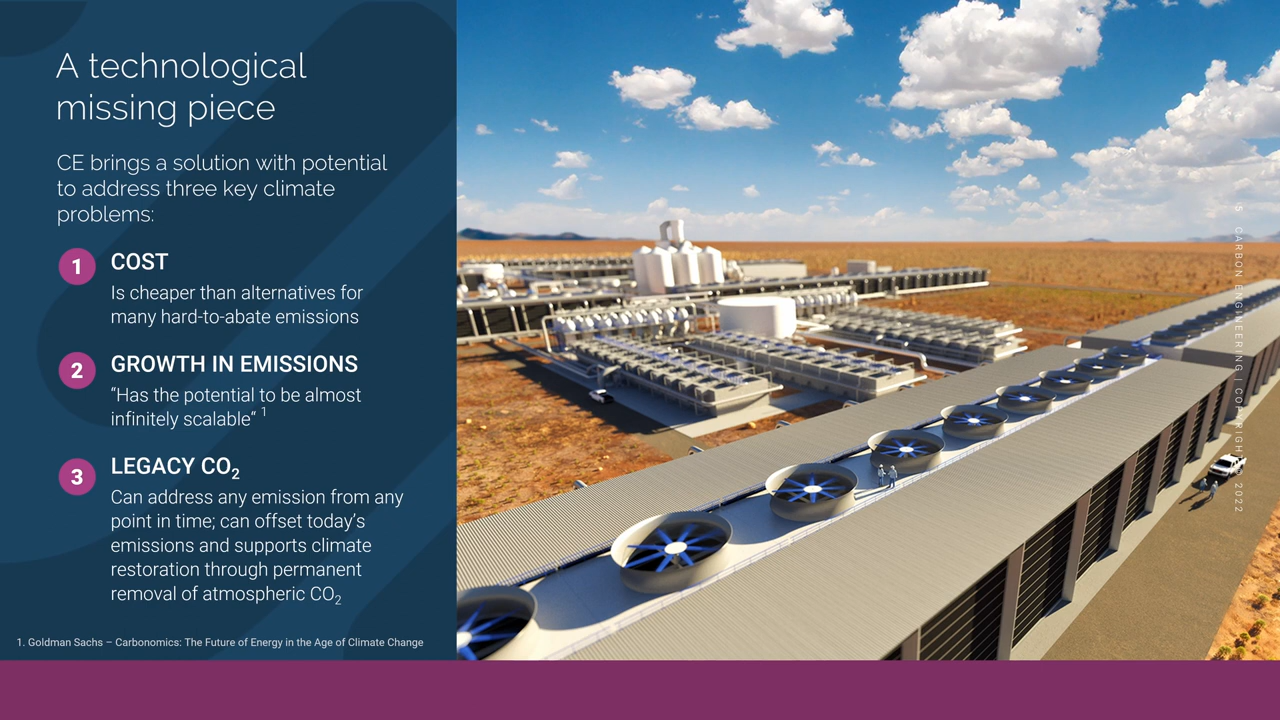 A technological
missing piece
CE brings a solution with potential
to address three key climate
problems:
1
COST
Is cheaper than alternatives for
many hard-to-abate emissions
2
GROWTH IN EMISSIONS
“Has the potential to be almost
infinitely scalable” 1
3
LEGACY CO2
Can address any emission from any
point in time; can offset today’s
emissions and supports climate
restoration through permanent
removal of atmospheric CO2
1. Goldman Sachs – Carbonomics: The Future of Energy in the Age of Climate Change
5 CARBON ENGINEERING | COPYRIGHT © 2022